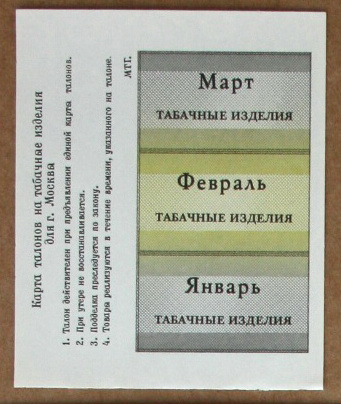 Карта талонов на табачные изделия
для г. Москвы
1. Талон действителен при предъявлении единой карты талонов.
2. При утере не восстанавливается.
3. Подделка преследуется по закону.
4. Товары реализуются в течение времени, указанного на талоне.
МТГ.
Март
ТАБАЧНЫЕ ИЗДЕЛИЯ
Февраль
ТАБАЧНЫЕ ИЗДЕЛИЯ
Январь
ТАБАЧНЫЕ ИЗДЕЛИЯ